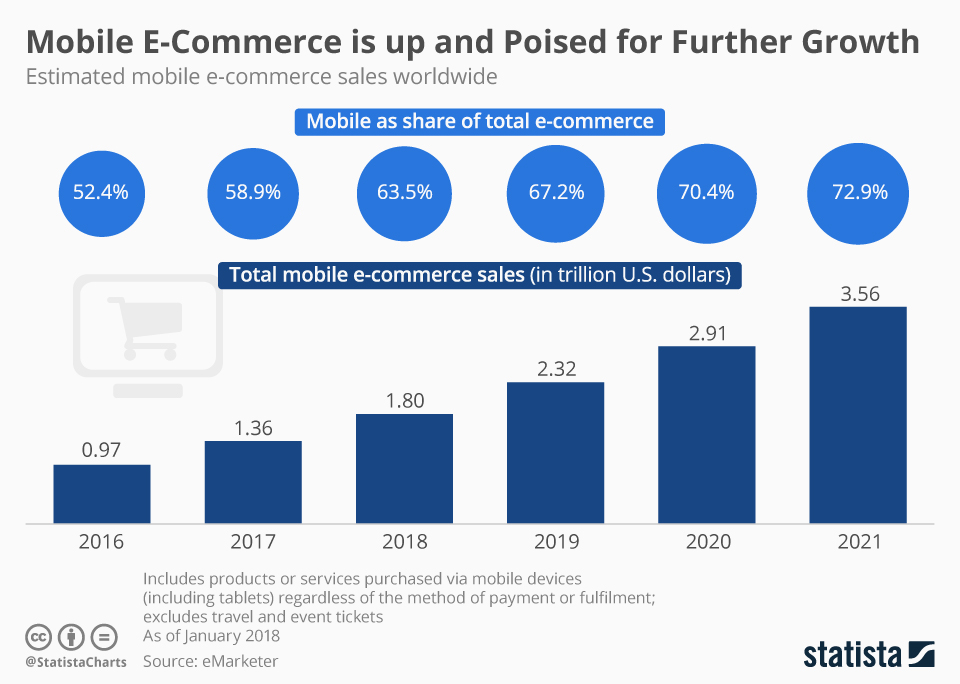 Mobile E-Commerce is up and Poised for Further Growth
Estimated mobile e-commerce sales worldwide
Mobile as share of total e-commerce
52.4% 58.9% 63.5% 67.2% 70.4% 72.9%
Total mobile e-commerce sales (in trillion U.S. dollars)
0.97 1.36 1.80 2.32 2.91 3.56
2016 2017 2018 2019 2020 2021
Includes products or services purchased via mobile devices
(including tablets) regardless of the method of payment or fulfilment;
excludes travel and event tickets
As of January 2018
cc
@StatistaCharts
Source: eMarketer
statista